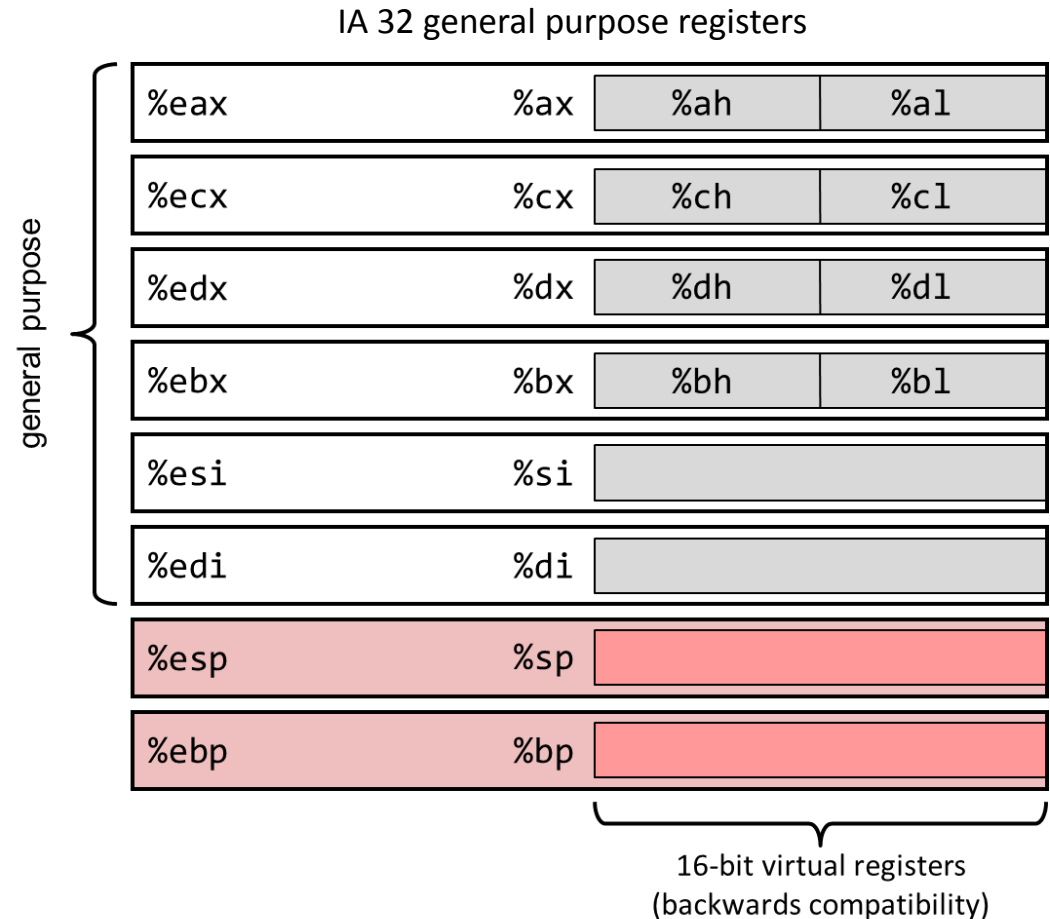 IA 32 general purpose registers
general purpose
%eax %ax %ah %al
%ecx %cx %ch %cl
%edx %dx %dh %dl
%ebx %bx %bh %bl
%esi %si
%edi %di
%esp %sp
%ebp %bp
16-bit virtual registers
(backwards compatibility)